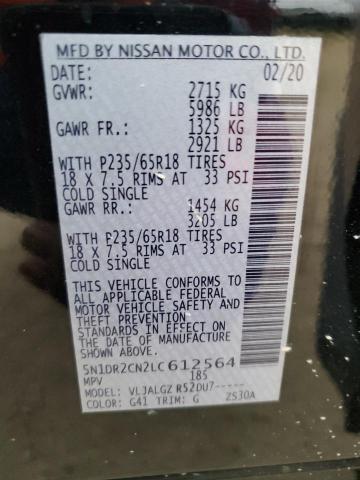 MFD BY NISSAN MOTOR CO., LTD.
DATE: 02/20
GVWR: 2715 KG
5986 LB
GAWR FR.: 1325 KG
2921 LB
WITH P235/65R18 TIRES
18 X 7.5 RIMS AT 33 PSI
COLD SINGLE
GAWR RR: 1454 KG
3205 LB
WITH P235/65R18 TIRES
18 X 7.5 RIMS AT 33 PSI
COLD SINGLE
THIS VEHICLE CONFORMS TO
ALL APPLICABLE FEDERAL
MOTOR VEHICLE SAFETY AND
THEFT PREVENTION
STANDARDS IN EFFECT ON
THE DATE OF MANUFACTURE
SHOWN ABOVE.
5N1DR2CN2LC612564
MPV 185
MODEL: VLJALGZ R52DU7-----
COLOR: G41 TRIM: G ZS30A